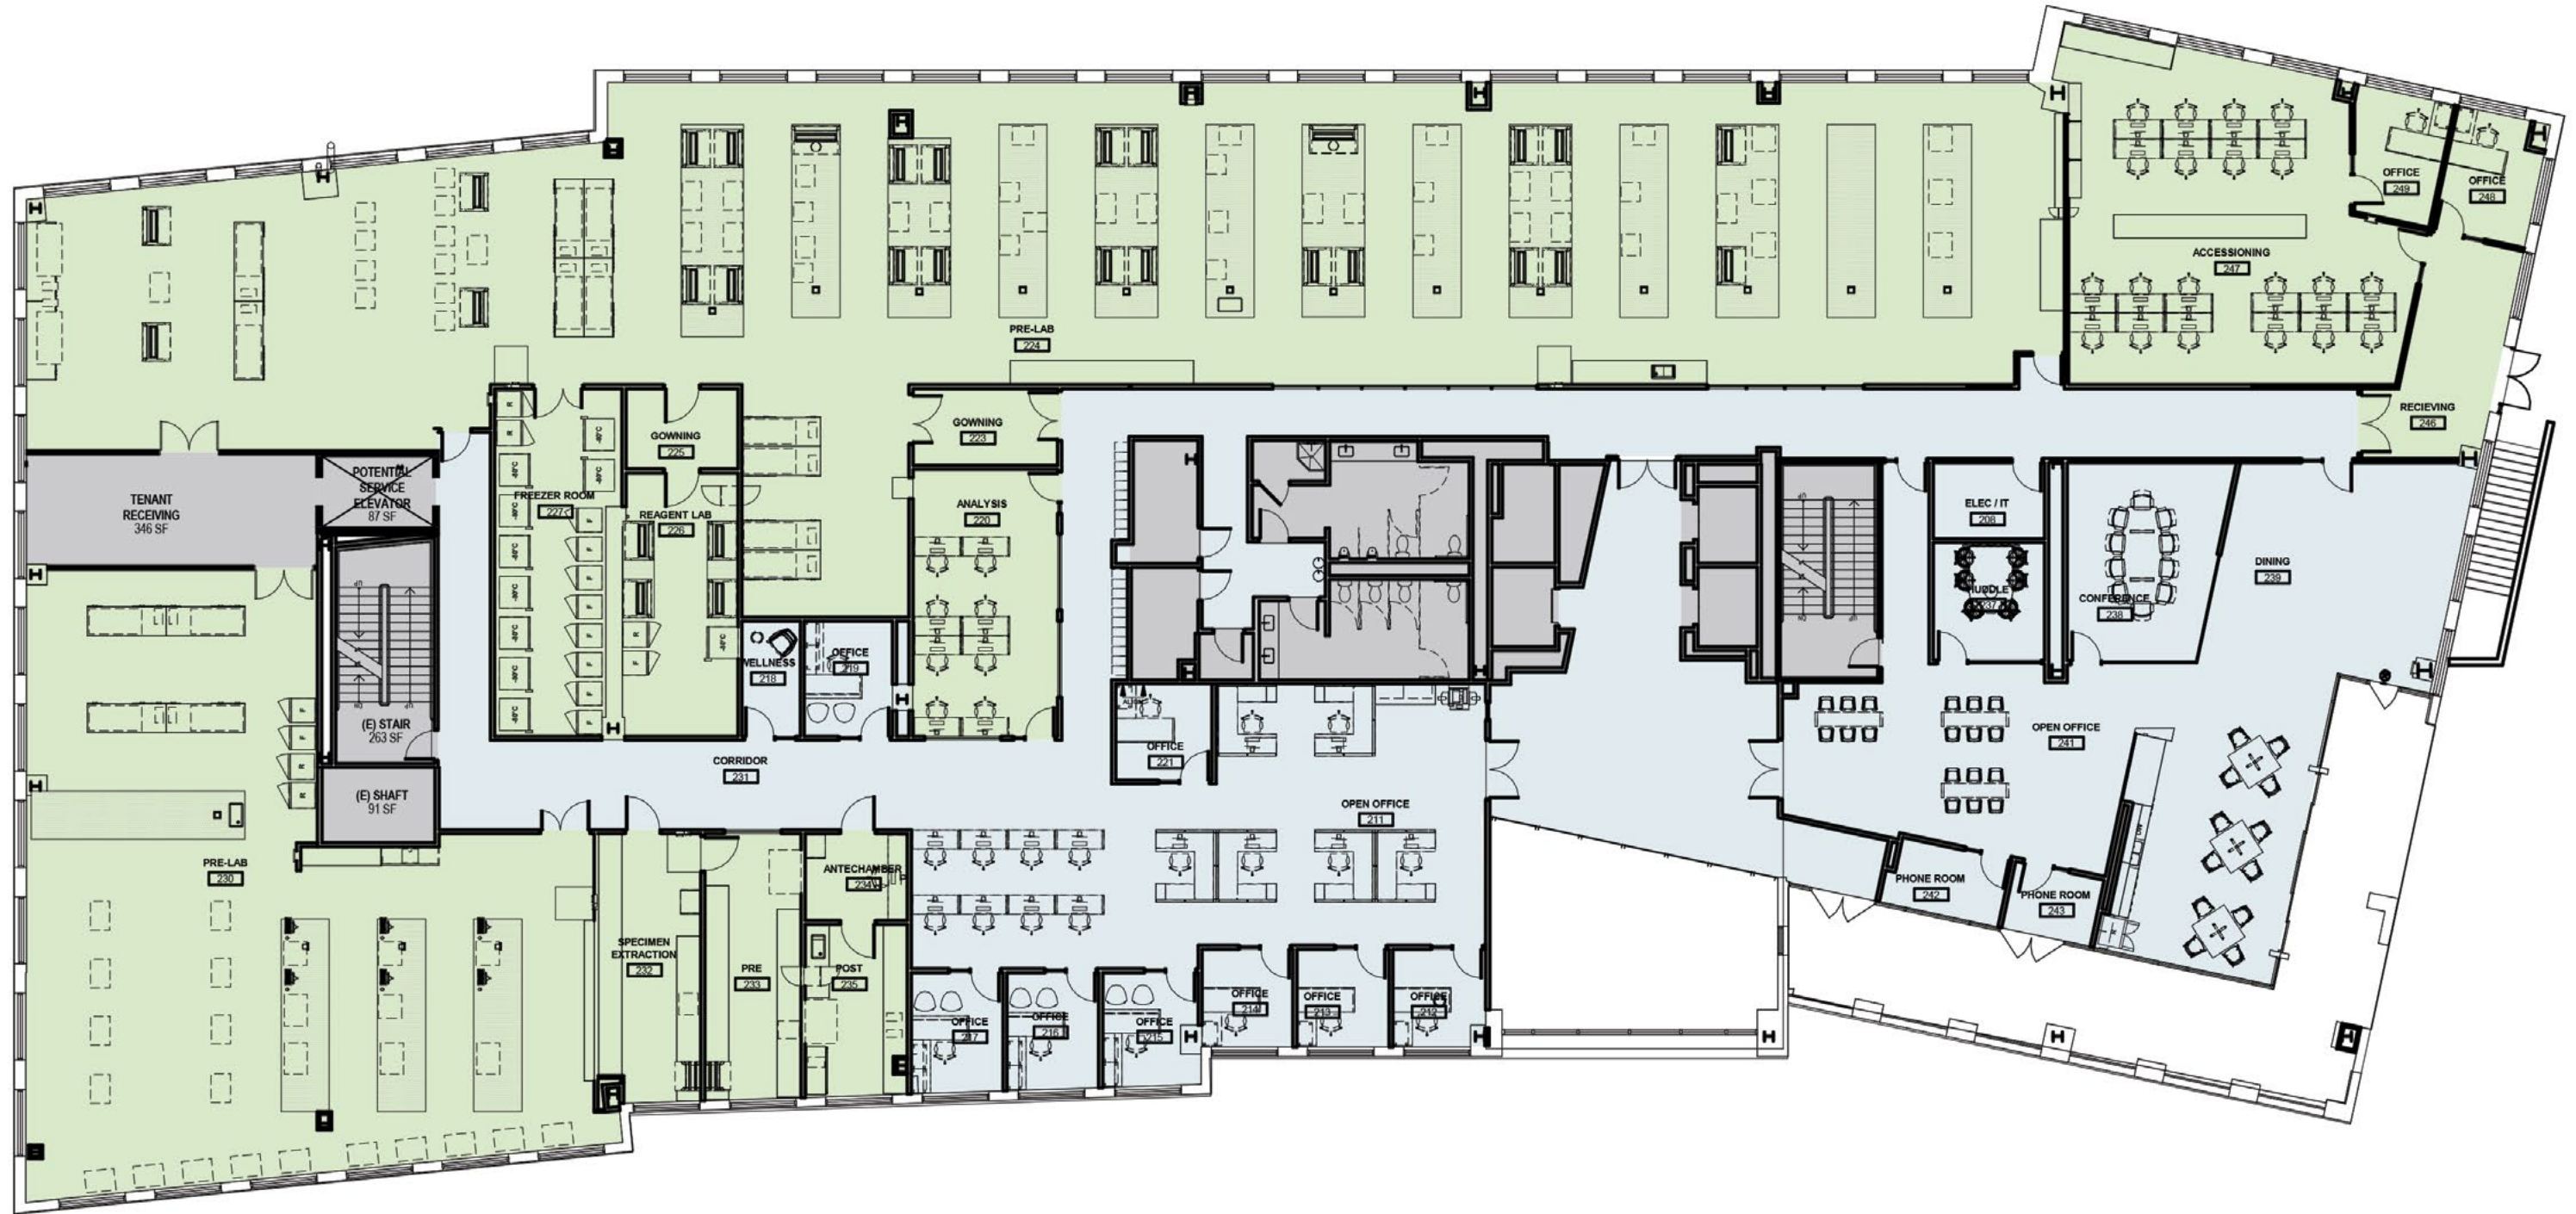 OFFICE
249
OFFICE
248
ACCESSIONING
247
PRE-LAB
224
GOWNING
223
RECIEVING
246
GOWNING
225
TENANT
RECEIVING
346 SF
POTENTIAL
SERVICE
ELEVATOR
87 SF
FREEZER ROOM
227
REAGENT LAB
226
ANALYSIS
220
ELEC / IT
208
HUDDLE
237
CONFERENCE
238
DINING
239
WELLNESS
218
OFFICE
219
(E) STAIR
263 SF
OFFICE
221
OPEN OFFICE
241
CORRIDOR
231
(E) SHAFT
91 SF
OPEN OFFICE
211
PRE-LAB
230
ANTECHAMBER
234
PHONE ROOM
242
PHONE ROOM
243
SPECIMEN
EXTRACTION
232
PRE
233
POST
235
OFFICE
217
OFFICE
216
OFFICE
215
OFFICE
214
OFFICE
213
OFFICE
212